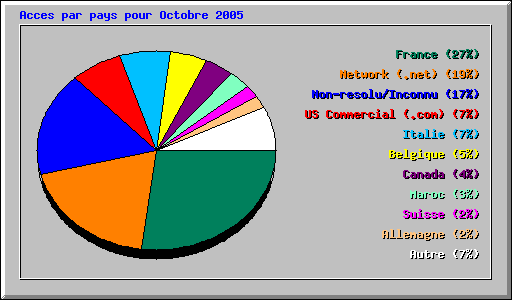 Acces par pays pour Octobre 2005
France (27%)
Network (.net) (19%)
Non-resolu/Inconnu (17%)
US Commercial (.com) (7%)
Italie (7%)
Belgique (5%)
Canada (4%)
Maroc (3%)
Suisse (2%)
Allemagne (2%)
Autre (7%)